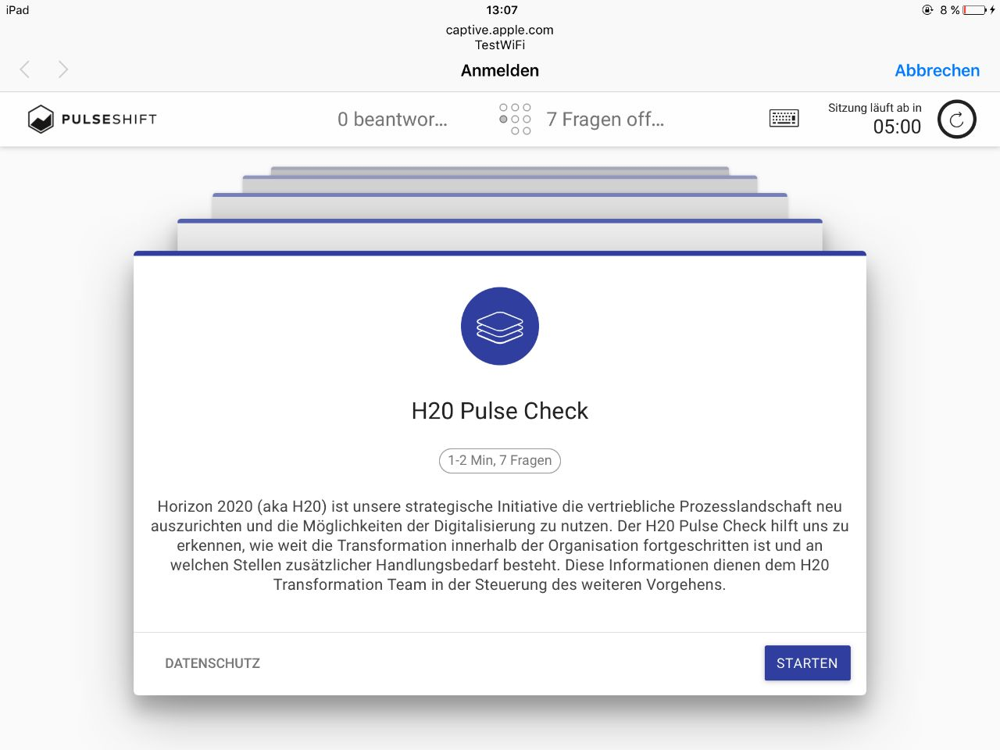 iPad
13:07
8 %
captive.apple.com
TestWiFi
Anmelden
Abbrechen
PULSESHIFT
0 beantwor...
7 Fragen off...
Sitzung läuft ab in
05:00
H20 Pulse Check
1-2 Min, 7 Fragen
Horizon 2020 (aka H20) ist unsere strategische Initiative die vertriebliche Prozesslandschaft neu
auszurichten und die Möglichkeiten der Digitalisierung zu nutzen. Der H20 Pulse Check hilft uns zu
erkennen, wie weit die Transformation innerhalb der Organisation fortgeschritten ist und an
welchen Stellen zusätzlicher Handlungsbedarf besteht. Diese Informationen dienen dem H20
Transformation Team in der Steuerung des weiteren Vorgehens.
DATENSCHUTZ
STARTEN